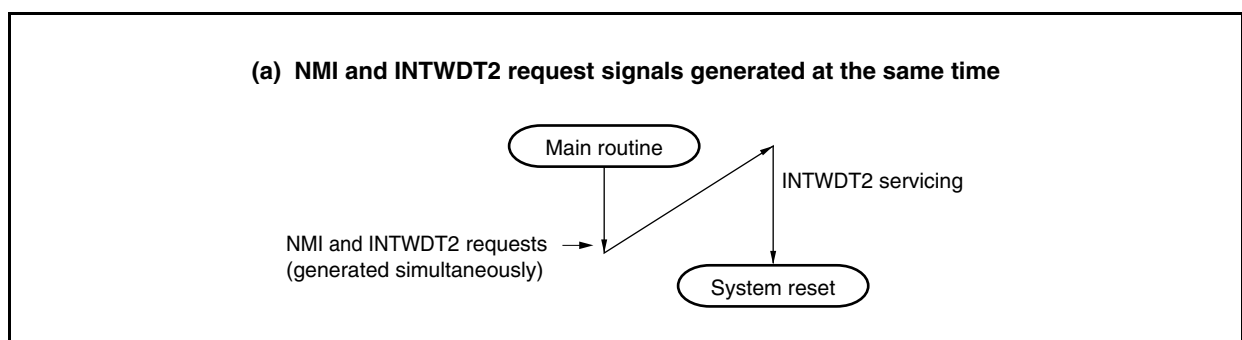 (a) NMI and INTWDT2 request signals generated at the same time
Main routine
INTWDT2 servicing
NMI and INTWDT2 requests
(generated simultaneously)
System reset